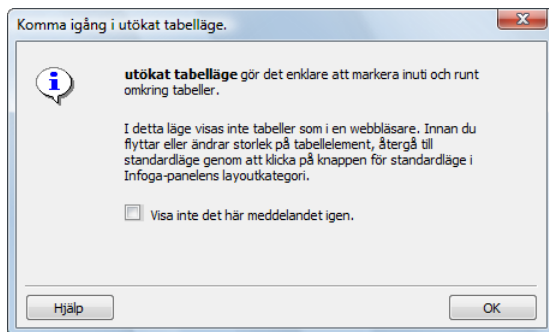 Komma igång i utökat tabelläge.
utökat tabelläge gör det enklare att markera inuti och runt
omkring tabeller.
I detta läge visas inte tabeller som i en webbläsare. Innan du
flyttar eller ändrar storlek på tabellelement, återgå till
standardläge genom att klicka på knappen för standardläge i
Infoga-panelens layoutkategori.
Visa inte det här meddelandet igen.
Hjälp
OK